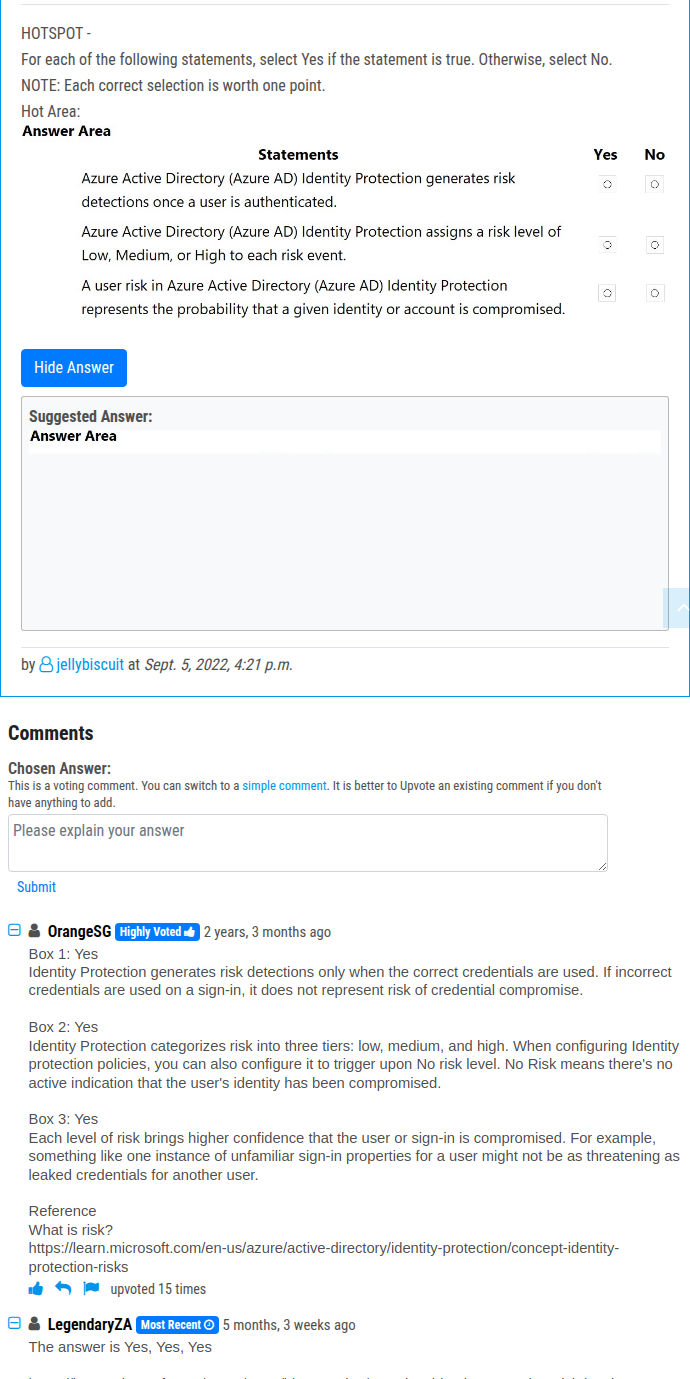 HOTSPOT -
For each of the following statements, select Yes if the statement is true. Otherwise, select No.
NOTE: Each correct selection is worth one point.
Hot Area:
Answer Area
Statements Yes No
Azure Active Directory (Azure AD) Identity Protection generates risk
detections once a user is authenticated.
Azure Active Directory (Azure AD) Identity Protection assigns a risk level of
Low, Medium, or High to each risk event.
A user risk in Azure Active Directory (Azure AD) Identity Protection
represents the probability that a given identity or account is compromised.
Hide Answer
Suggested Answer:
Answer Area
by jellybiscuit at Sept. 5, 2022, 4:21 p.m.
Comments
Chosen Answer:
This is a voting comment. You can switch to a simple comment. It is better to Upvote an existing comment if you don't
have anything to add.
Please explain your answer
Submit
OrangeSG Highly Voted 2 years, 3 months ago
Box 1: Yes
Identity Protection generates risk detections only when the correct credentials are used. If incorrect
credentials are used on a sign-in, it does not represent risk of credential compromise.
Box 2: Yes
Identity Protection categorizes risk into three tiers: low, medium, and high. When configuring Identity
protection policies, you can also configure it to trigger upon No risk level. No Risk means there's no
active indication that the user's identity has been compromised.
Box 3: Yes
Each level of risk brings higher confidence that the user or sign-in is compromised. For example,
something like one instance of unfamiliar sign-in properties for a user might not be as threatening as
leaked credentials for another user.
Reference
What is risk?
https://learn.microsoft.com/en-us/azure/active-directory/identity-protection/concept-identity-
protection-risks
upvoted 15 times
LegendaryZA Most Recent 5 months, 3 weeks ago
The answer is Yes, Yes, Yes